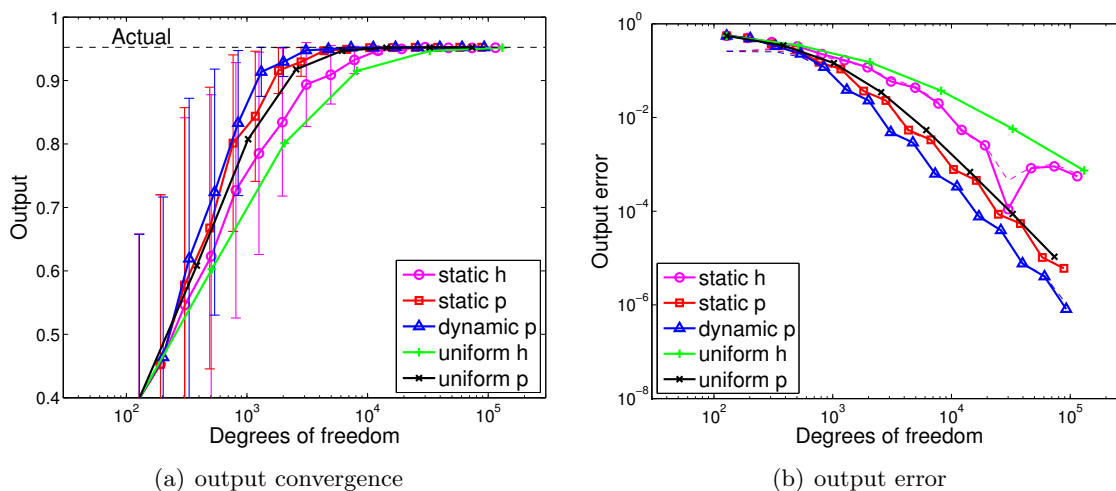 Actual
1
0.9
0.8
0.7
0.6
0.5
0.4
Output
static h
static p
dynamic p
uniform h
uniform p
10^2
10^3
10^4
10^5
Degrees of freedom
(a) output convergence
10^0
10^−2
10^−4
10^−6
10^−8
Output error
static h
static p
dynamic p
uniform h
uniform p
10^2
10^3
10^4
10^5
Degrees of freedom
(b) output error